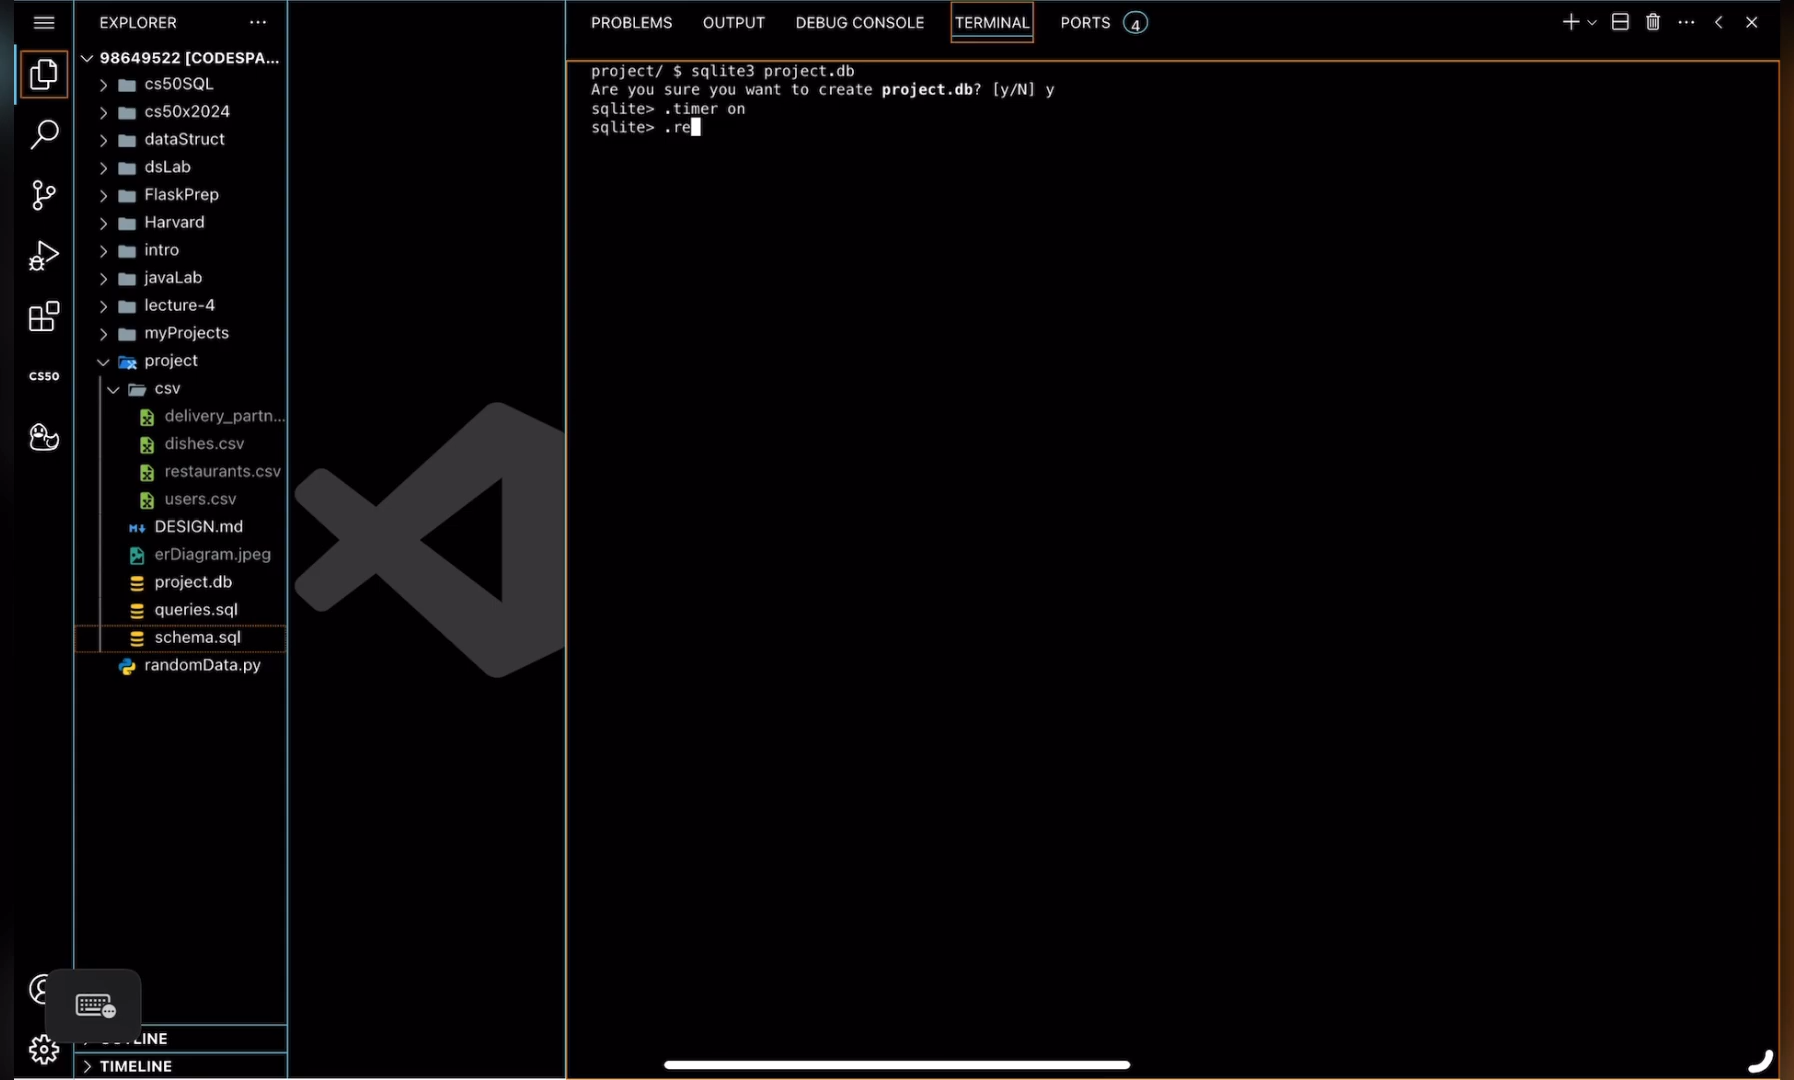 EXPLORER
98649522 [CODESPA...
cs50SQL
cs50x2024
dataStruct
dsLab
FlaskPrep
Harvard
intro
javaLab
lecture-4
myProjects
project
csv
delivery_partn...
dishes.csv
restaurants.csv
users.csv
DESIGN.md
erDiagram.jpeg
project.db
queries.sql
schema.sql
randomData.py
TIMELINE
CS50
PROBLEMS OUTPUT DEBUG CONSOLE TERMINAL PORTS 4
project/ $ sqlite3 project.db
Are you sure you want to create project.db? [y/N] y
sqlite> .timer on
sqlite> .re